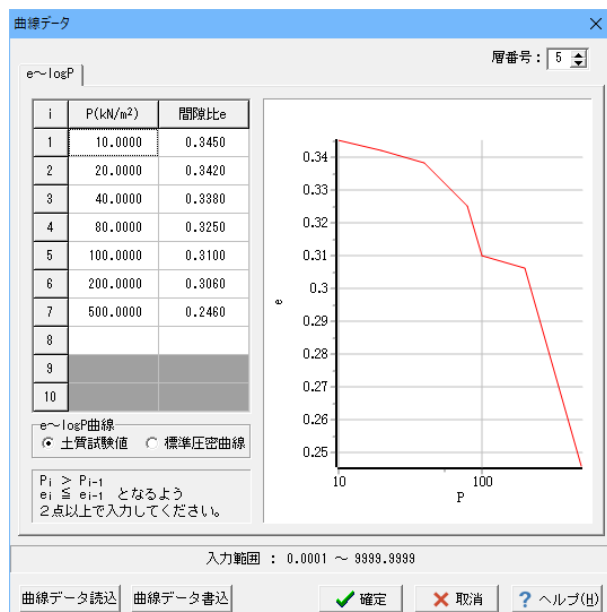 曲線データ
層番号： 5
e～logP
i P(kN/m²) 間隙比e
1 10.0000 0.3450
2 20.0000 0.3420
3 40.0000 0.3380
4 80.0000 0.3250
5 100.0000 0.3100
6 200.0000 0.3060
7 500.0000 0.2460
8
9
10
0.34
0.33
0.32
0.31
0.3
0.29
0.28
0.27
0.26
0.25
e
10 100
P
e～logP曲線
土質試験値 標準圧密曲線
Pi ＞ Pi-1
ei ≦ ei-1 となるよう
２点以上で入力してください。
入力範囲 ： 0.0001 ～ 9999.9999
曲線データ読込 曲線データ書込 確定 取消 ? ヘルプ(H)